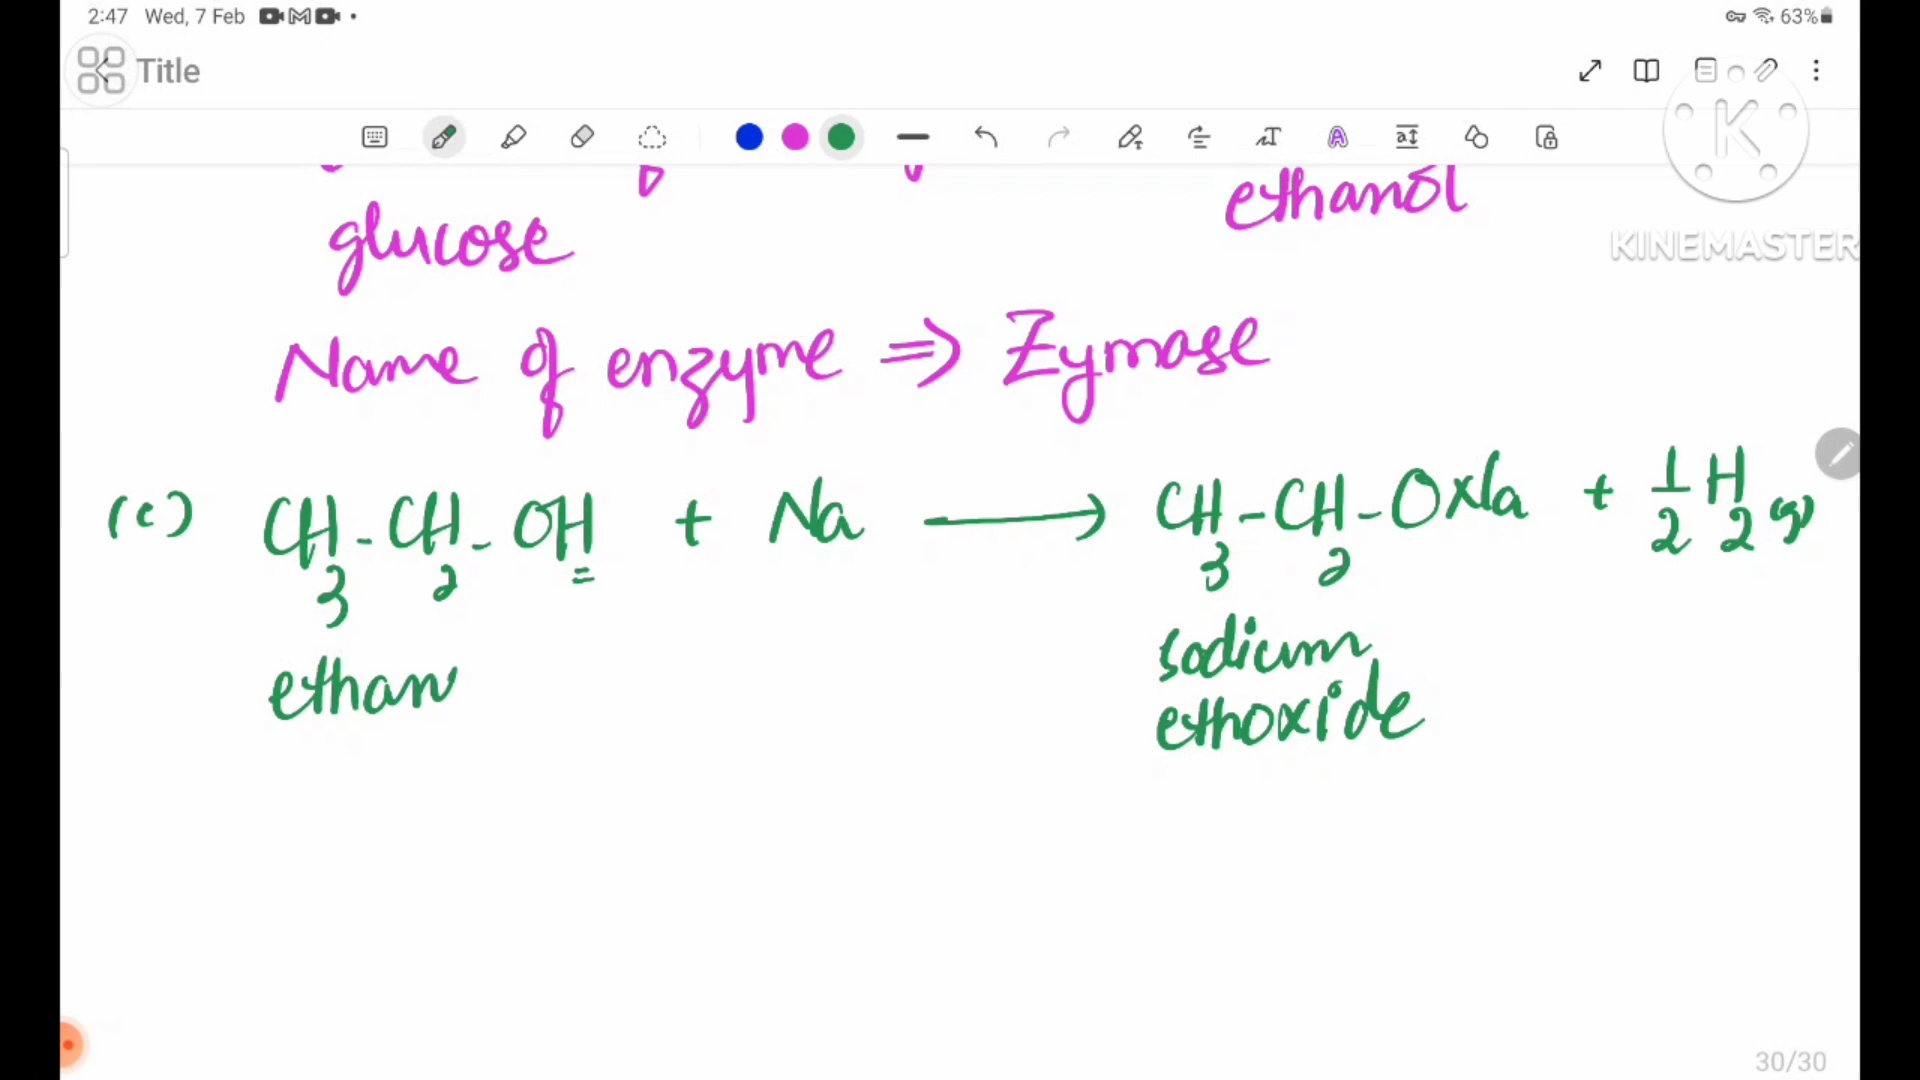 2:47 Wed, 7 Feb
63%
Title
KINEMASTER
glucose
ethanol
Name of enzyme ⇒ Zymase
(c) CH₃-CH₂-OH + Na → CH₃-CH₂-ONa + 1/2 H₂(g)
ethan
sodium
ethoxide
30/30